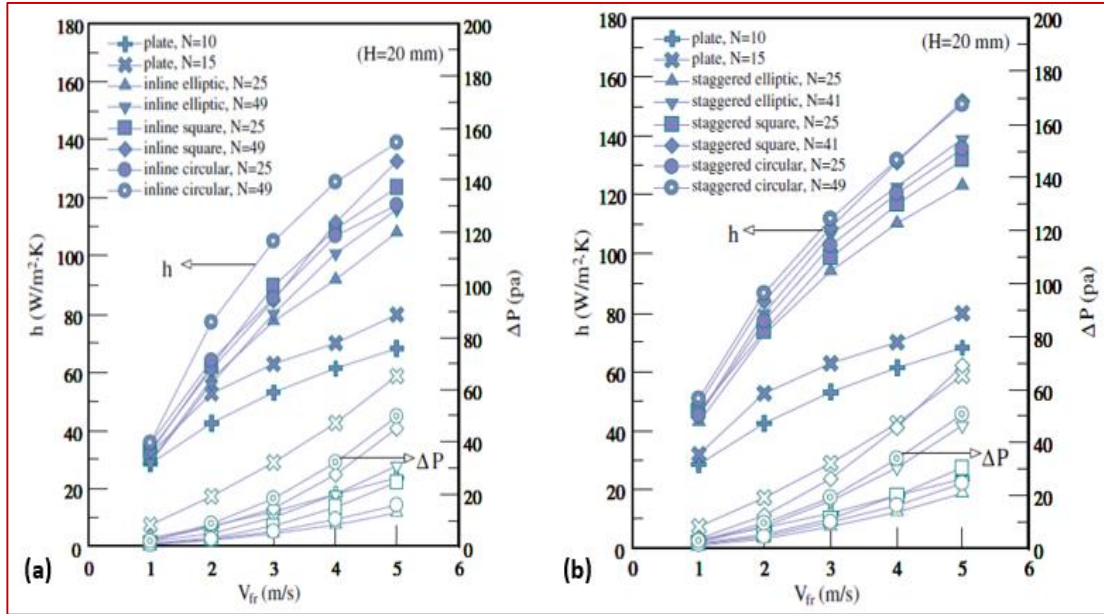 180
160
140
120
100
80
60
40
20
0
h (W/m²·K)
plate, N=10
plate, N=15
inline elliptic, N=25
inline elliptic, N=49
inline square, N=25
inline square, N=49
inline circular, N=25
inline circular, N=49
(H=20 mm)
h
ΔP
200
180
160
140
120
100
80
60
40
20
0
ΔP (pa)
0 1 2 3 4 5 6
V_fr (m/s)
(a)
180
160
140
120
100
80
60
40
20
0
h (W/m²·K)
plate, N=10
plate, N=15
staggered elliptic, N=25
staggered elliptic, N=41
staggered square, N=25
staggered square, N=41
staggered circular, N=25
staggered circular, N=49
(H=20 mm)
h
ΔP
200
180
160
140
120
100
80
60
40
20
0
ΔP (pa)
0 1 2 3 4 5 6
V_fr (m/s)
(b)